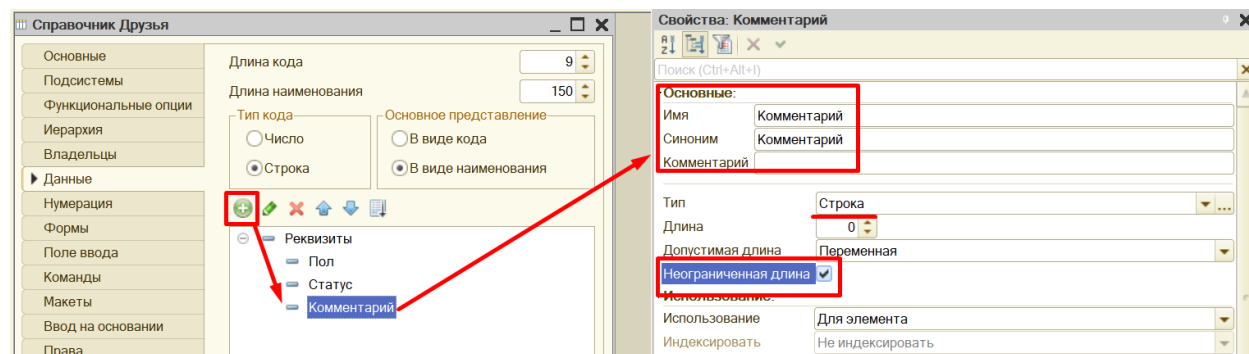 Справочник Друзья
Основные
Подсистемы
Функциональные опции
Иерархия
Владельцы
Данные
Нумерация
Формы
Поле ввода
Команды
Макеты
Ввод на основании
Права
Длина кода 9
Длина наименования 150
Тип кода
Число
Строка
Основное представление
В виде кода
В виде наименования
Реквизиты
Пол
Статус
Комментарий
Свойства: Комментарий
Поиск (Ctrl+Alt+I)
Основные:
Имя Комментарий
Синоним Комментарий
Комментарий
Тип Строка
Длина 0
Допустимая длина Переменная
Неограниченная длина
Использование:
Использование Для элемента
Индексировать Не индексировать